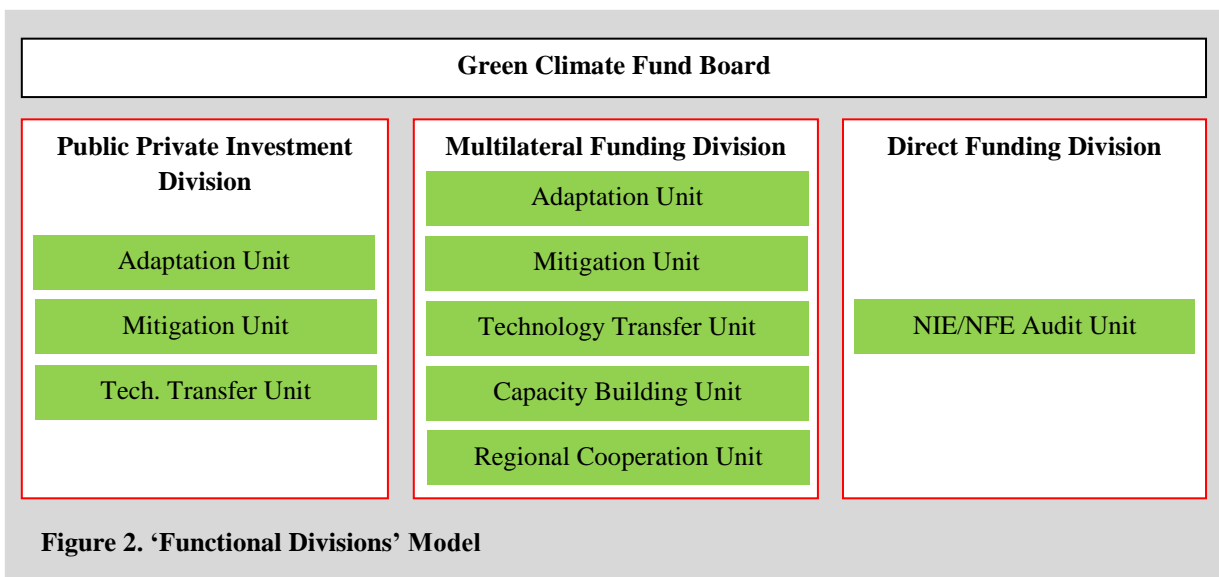 Green Climate Fund Board
Public Private Investment
Division
Adaptation Unit
Mitigation Unit
Tech. Transfer Unit
Multilateral Funding Division
Adaptation Unit
Mitigation Unit
Technology Transfer Unit
Capacity Building Unit
Regional Cooperation Unit
Direct Funding Division
NIE/NFE Audit Unit
Figure 2. ‘Functional Divisions’ Model